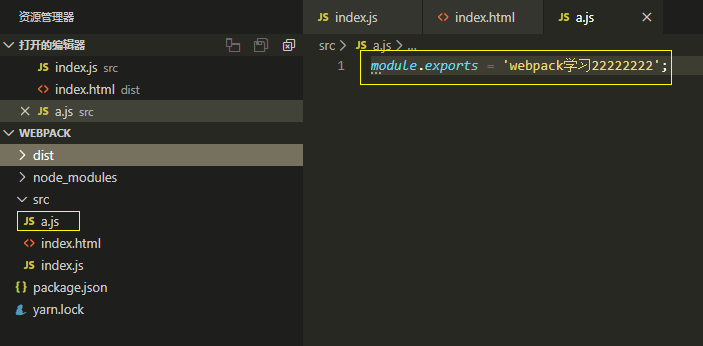 资源管理器
打开的编辑器
JS index.js src
<> index.html dist
JS a.js src
WEBPACK
dist
node_modules
src
JS a.js
<> index.html
JS index.js
{} package.json
yarn.lock
JS index.js
<> index.html
JS a.js
src > JS a.js > ...
1 module.exports = 'webpack学习22222222';